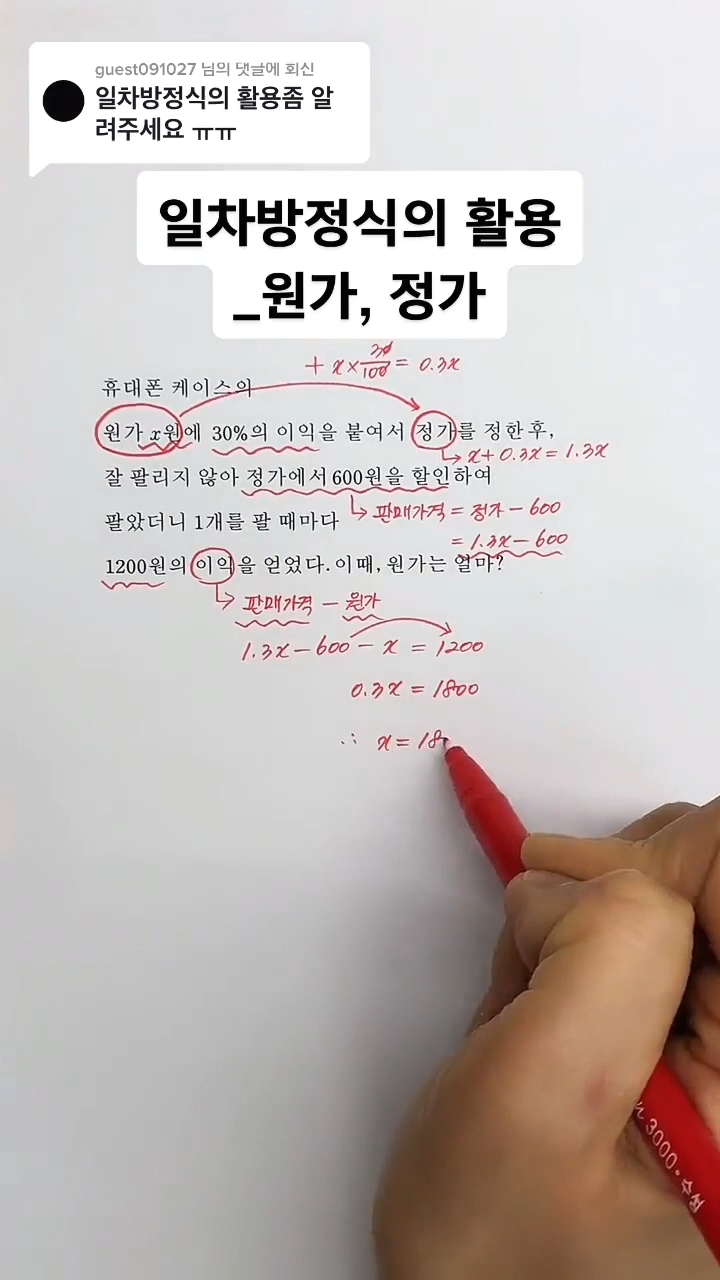 guest091027 님의 댓글에 회신
일차방정식의 활용좀 알
려주세요 ㅠㅠ
일차방정식의 활용
_원가, 정가
+ x × 30/100 = 0.3x
휴대폰 케이스의
원가 x원에 30%의 이익을 붙여서 정가를 정한 후,
x + 0.3x = 1.3x
잘 팔리지 않아 정가에서 600원을 할인하여
판매가격 = 정가 - 600
팔았더니 1개를 팔 때마다
= 1.3x - 600
1200원의 이익을 얻었다. 이때, 원가는 얼마?
판매가격 - 원가
1.3x - 600 - x = 1200
0.3x = 1800
∴ x = 18
3000 · 수성